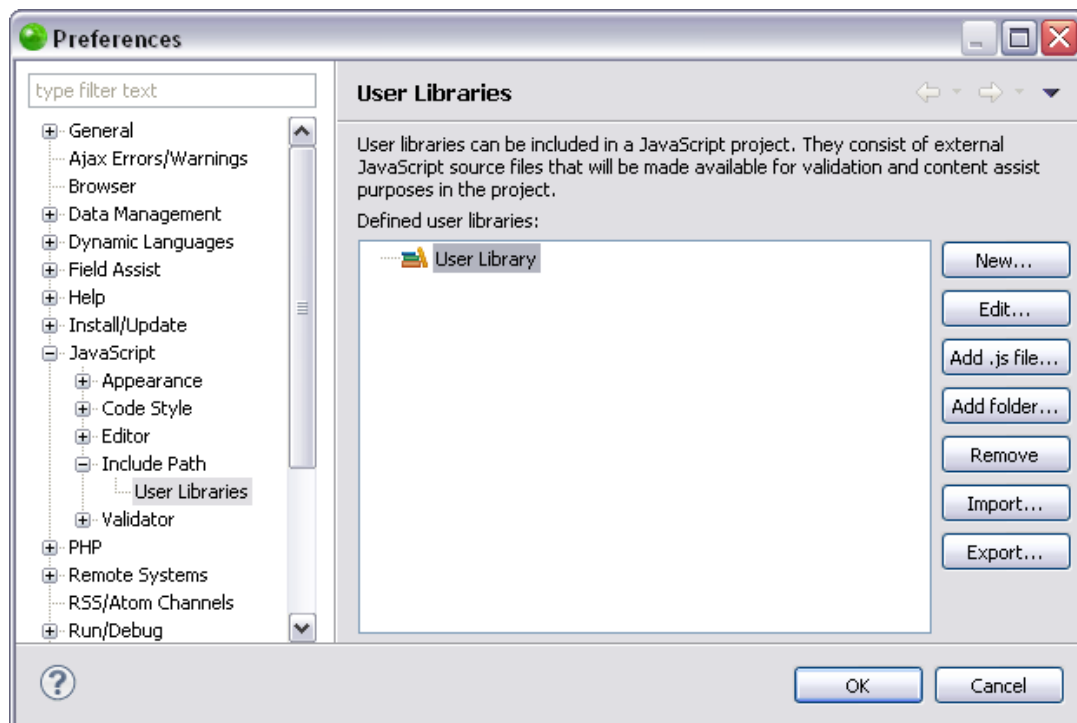 Preferences
type filter text
General
Ajax Errors/Warnings
Browser
Data Management
Dynamic Languages
Field Assist
Help
Install/Update
JavaScript
Appearance
Code Style
Editor
Include Path
User Libraries
Validator
PHP
Remote Systems
RSS/Atom Channels
Run/Debug
User Libraries
User libraries can be included in a JavaScript project. They consist of external
JavaScript source files that will be made available for validation and content assist
purposes in the project.
Defined user libraries:
User Library
New...
Edit...
Add .js file...
Add folder...
Remove
Import...
Export...
?
OK
Cancel